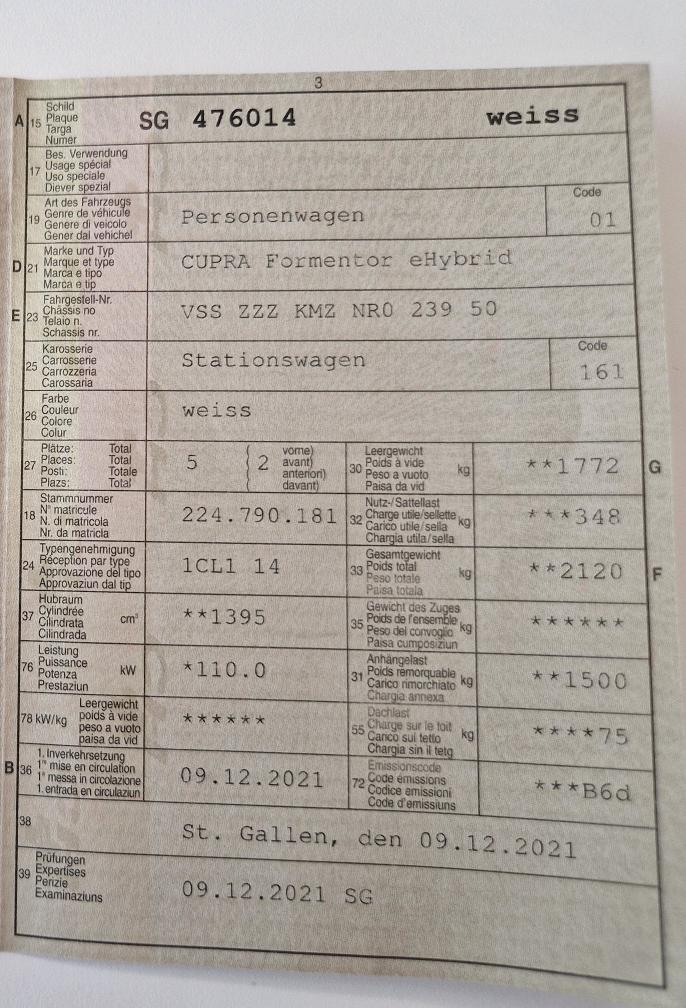 3
A 15 Schild
Plaque
Targa
Numer
SG 476014 weiss
17 Bes. Verwendung
Usage spécial
Uso speciale
Diever spezial
19 Art des Fahrzeugs
Genre de véhicule
Genere di veicolo
Gener dal vehichel
Personenwagen
Code
01
D 21 Marke und Typ
Marque et type
Marca e tipo
Marca e tip
CUPRA Formentor eHybrid
E 23 Fahrgestell-Nr.
Châssis no
Telaio n.
Schassis nr.
VSS ZZZ KMZ NR0 239 50
25 Karosserie
Carrosserie
Carrozzeria
Carossaria
Stationswagen
Code
161
26 Farbe
Couleur
Colore
Colur
weiss
27 Plätze: Total
Places: Total
Posti: Totale
Plazs: Total
5 ( 2 vorne)
avant)
anteriori)
davant)
30 Leergewicht
Poids à vide
Peso a vuoto
Paisa da vid
kg
**1772
G
18 Stammnummer
N° matricule
N. di matricola
Nr. da matricla
224.790.181
32 Nutz-/Sattellast
Charge utile/sellette
Carico utile/sella
Chargia utila/sella
kg
***348
24 Typengenehmigung
Réception par type
Approvazione del tipo
Approvaziun dal tip
1CL1 14
33 Gesamtgewicht
Poids total
Peso totale
Paisa totala
kg
**2120
F
37 Hubraum
Cylindrée
Cilindrata
Cilindrada
cm³
**1395
35 Gewicht des Zuges
Poids de l'ensemble
Peso del convoglio
Paisa cumposiziun
kg
******
76 Leistung
Puissance
Potenza
Prestaziun
kW
*110.0
31 Anhängelast
Poids remorquable
Carico rimorchiato
Chargia annexa
kg
**1500
78 kW/kg Leergewicht
poids à vide
peso a vuoto
paisa da vid
******
55 Dachlast
Charge sur le toit
Carico sul tetto
Chargia sin il tetg
kg
****75
B 36 1. Inverkehrsetzung
1re mise en circulation
1a messa in circolazione
1. entrada en circulaziun
09.12.2021
72 Emissionscode
Code émissions
Codice emissioni
Code d'emissiuns
***B6d
38
St. Gallen, den 09.12.2021
39 Prüfungen
Expertises
Perizie
Examinaziuns
09.12.2021 SG